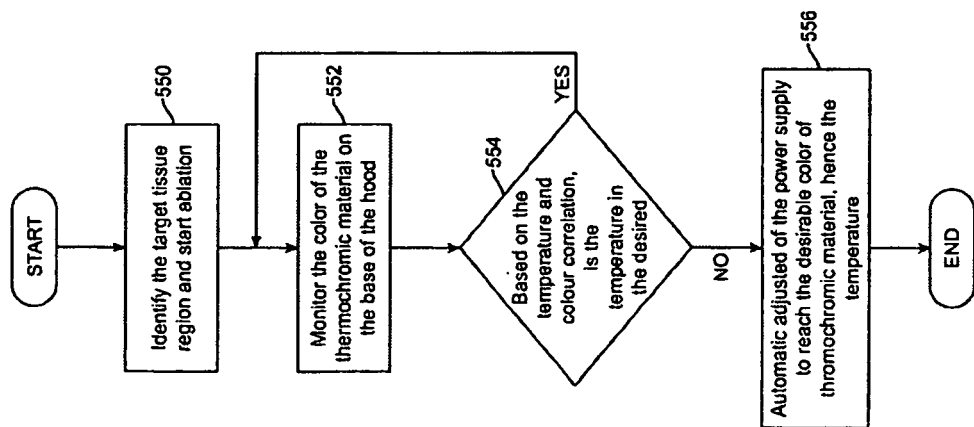 START
550
Identify the target tissue
region and start ablation
552
Monitor the color of the
thermochromic material on
the base of the hood
554
Based on the
temperature and
colour correlation,
is the
temperature in
the desired
YES
NO
556
Automatic adjusted of the power supply
to reach the desirable color of
thromochromic material, hence the
temperature
END